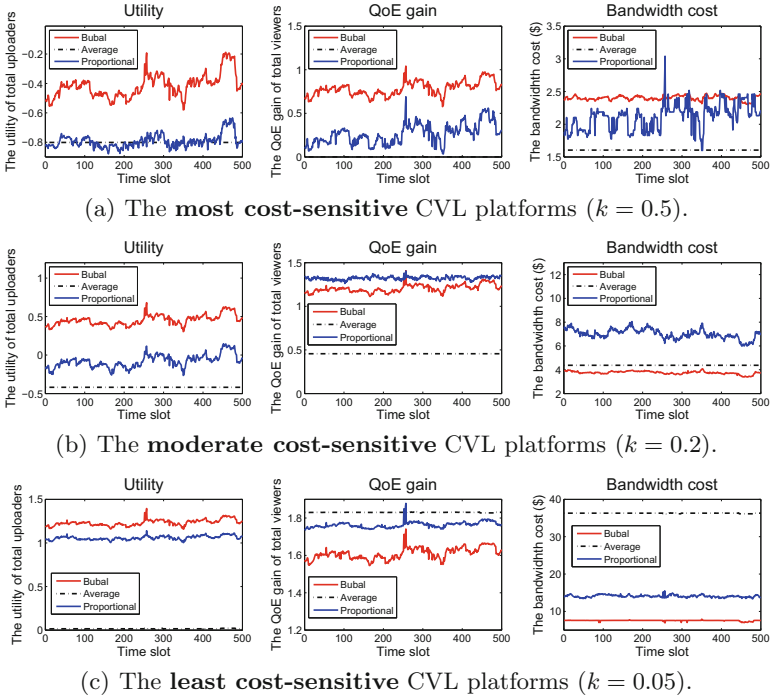 Utility
QoE gain
Bandwidth cost
The utility of total uploaders
−0.2
−0.4
−0.6
−0.8
Bubal
Average
Proportional
0 100 200 300 400 500
Time slot
The QoE gain of total viewers
1.5
1
0.5
0
Bubal
Average
Proportional
0 100 200 300 400 500
Time slot
The bandwidhth cost ($)
3.5
3
2.5
2
1.5
Bubal
Average
Proportional
0 100 200 300 400 500
Time slot
(a) The most cost-sensitive CVL platforms (k = 0.5).
Utility
QoE gain
Bandwidth cost
The utility of total uploaders
1
0.5
0
−0.5
Bubal
Average
Proportional
0 100 200 300 400 500
Time slot
The QoE gain of total viewers
1.5
1
0.5
0
Bubal
Average
Proportional
0 100 200 300 400 500
Time slot
The bandwidhth cost ($)
12
10
8
6
4
2
Bubal
Average
Proportional
0 100 200 300 400 500
Time slot
(b) The moderate cost-sensitive CVL platforms (k = 0.2).
Utility
QoE gain
Bandwidth cost
The utility of total uploaders
1.5
1
0.5
0
Bubal
Average
Proportional
0 100 200 300 400 500
Time slot
The QoE gain of total viewers
1.8
1.6
1.4
1.2
Bubal
Average
Proportional
0 100 200 300 400 500
Time slot
The bandwidhth cost ($)
40
30
20
10
Bubal
Average
Proportional
0 100 200 300 400 500
Time slot
(c) The least cost-sensitive CVL platforms (k = 0.05).